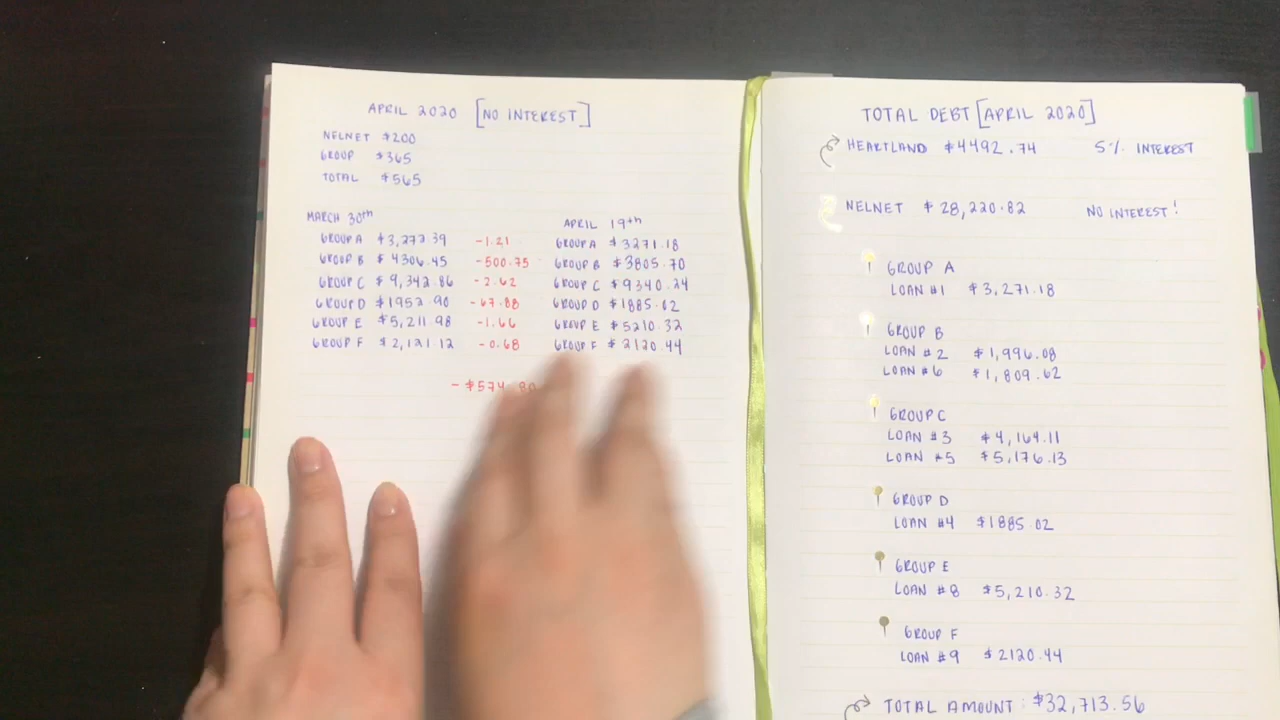 APRIL 2020 [NO INTEREST]
NELNET $200
GROUP $365
TOTAL $565
MARCH 30th
GROUP A $3,272.39 -1.21
GROUP B $4306.45 -500.75
GROUP C $9,342.86 -2.62
GROUP D $1952.90 -67.88
GROUP E $5,211.98 -1.66
GROUP F $2,121.12 -0.68
APRIL 19th
GROUP A $3271.18
GROUP B $3805.70
GROUP C $9340.24
GROUP D $1885.02
GROUP E $5210.32
GROUP F $2120.44
- $574.80
TOTAL DEBT [APRIL 2020]
HEARTLAND $4492.74 5% INTEREST
NELNET $28,220.82 NO INTEREST!
GROUP A
LOAN #1 $3,271.18
GROUP B
LOAN #2 $1,996.08
LOAN #6 $1,809.62
GROUP C
LOAN #3 $4,164.11
LOAN #5 $5,176.13
GROUP D
LOAN #4 $1885.02
GROUP E
LOAN #8 $5,210.32
GROUP F
LOAN #9 $2120.44
TOTAL AMOUNT: $32,713.56